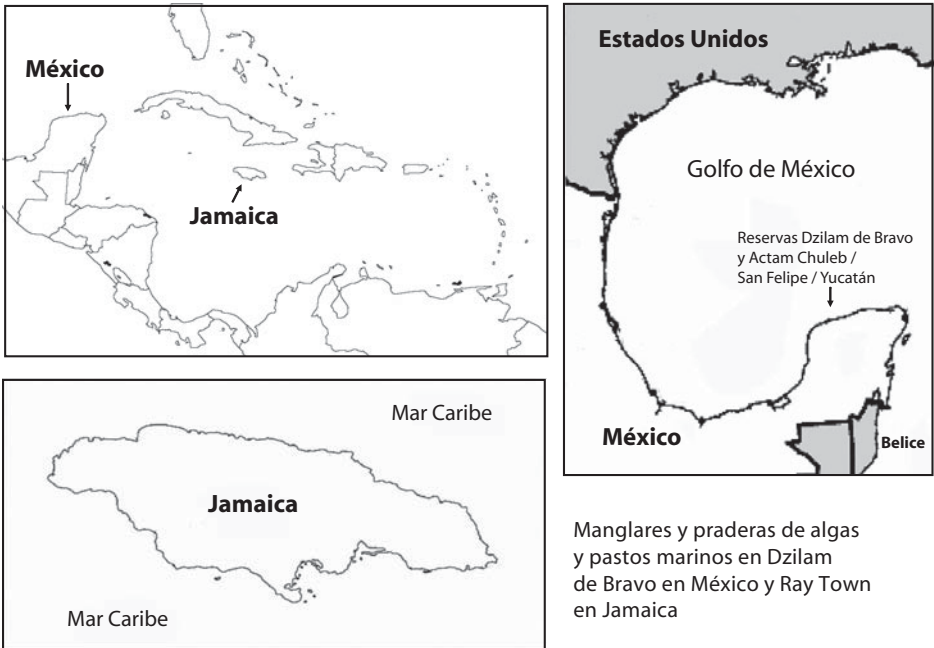 México
Jamaica
Estados Unidos
Golfo de México
Reservas Dzilam de Bravo
y Actam Chuleb /
San Felipe / Yucatán
México
Belice
Mar Caribe
Jamaica
Mar Caribe
Manglares y praderas de algas
y pastos marinos en Dzilam
de Bravo en México y Ray Town
en Jamaica